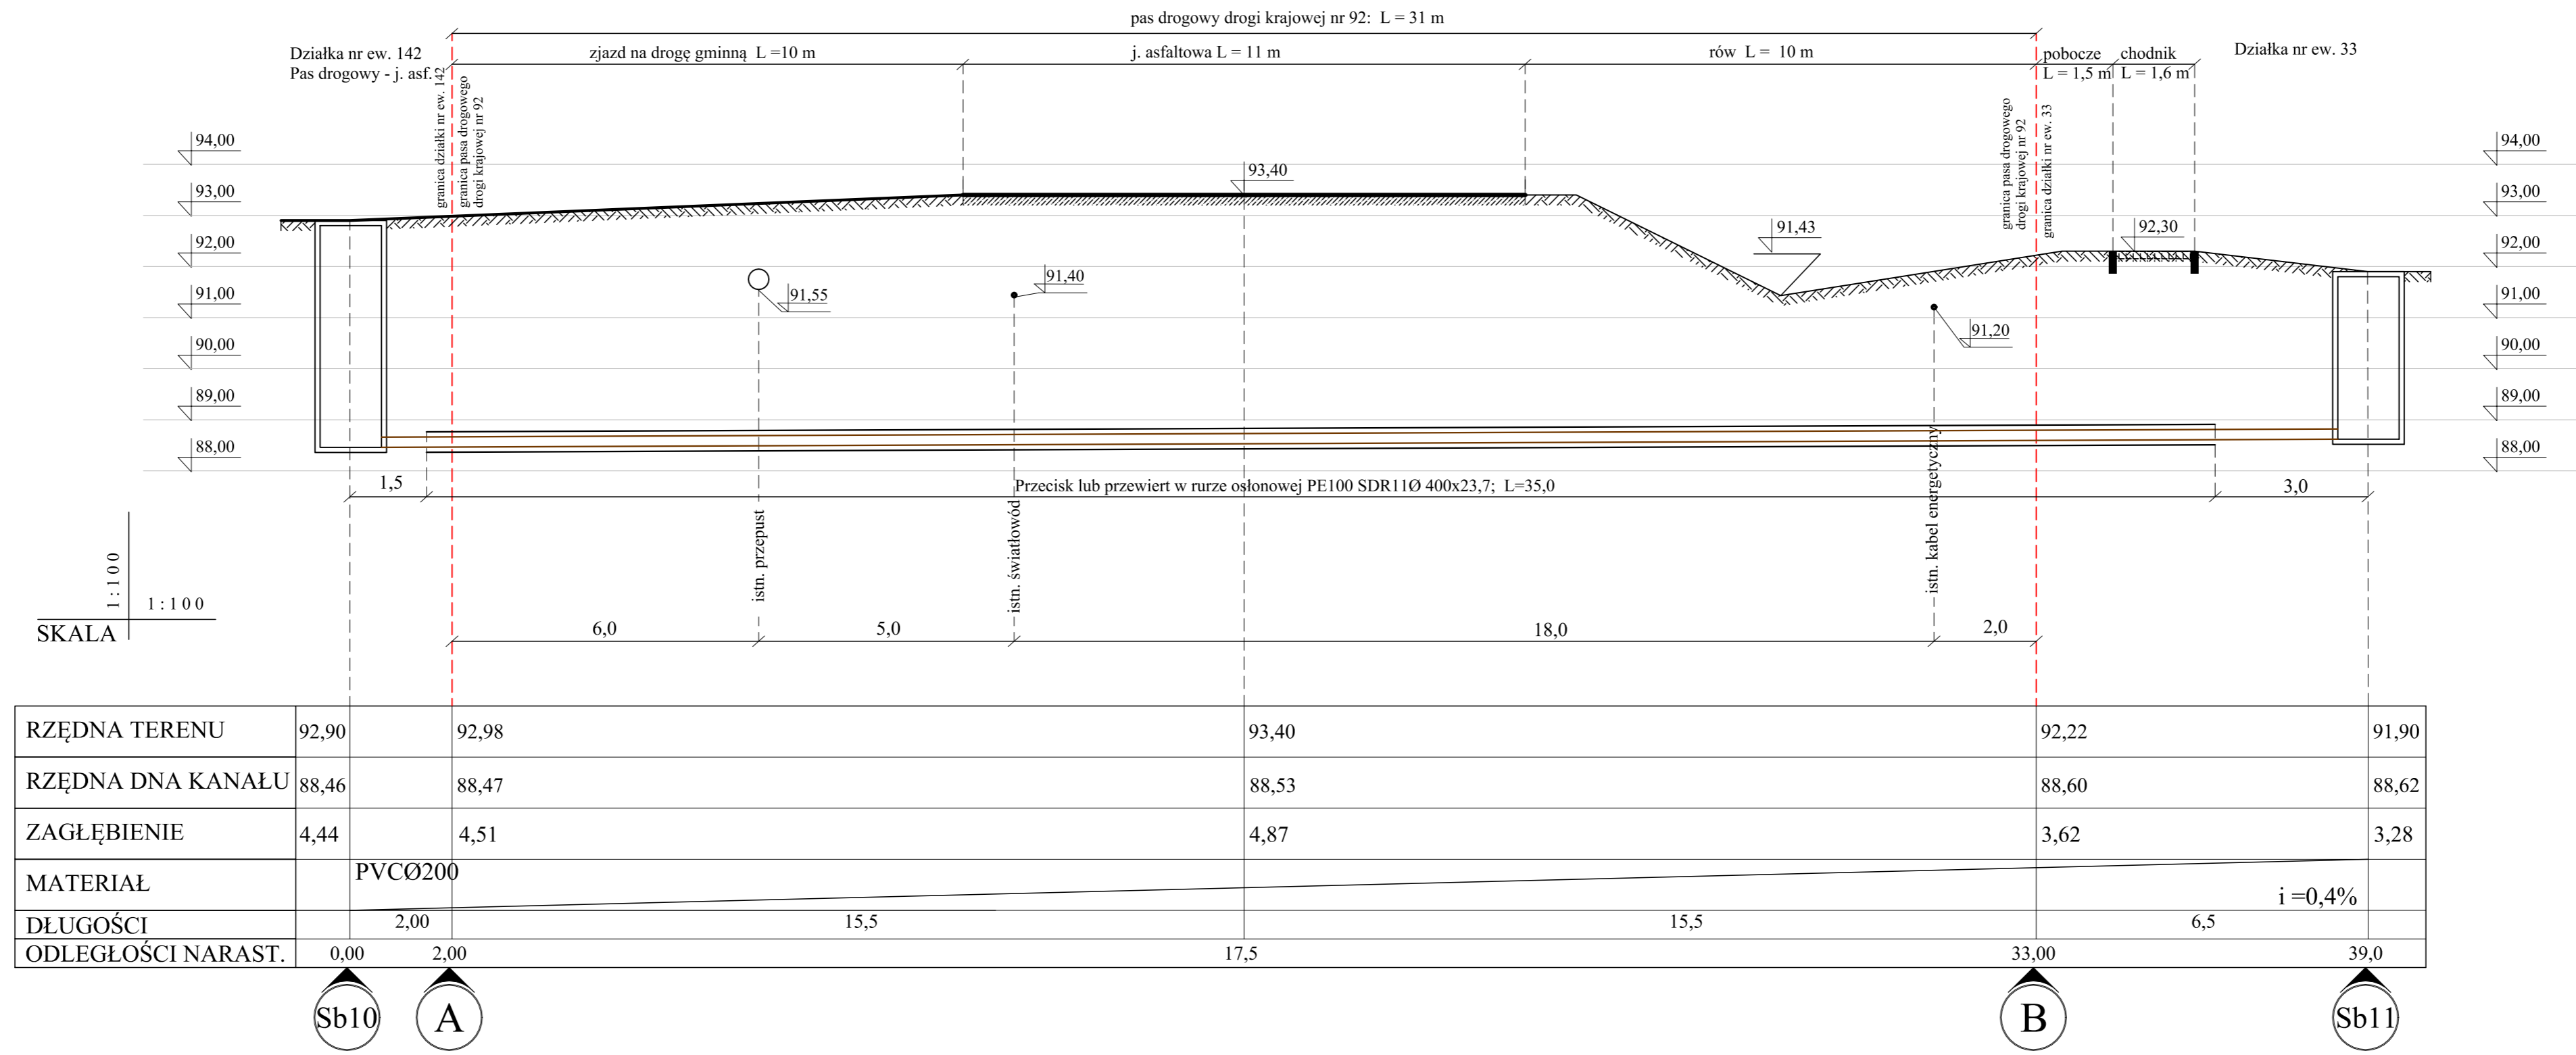 pas drogowy drogi krajowej nr 92:  L = 31 m
Działka nr ew. 142
Pas drogowy - j. asf.
zjazd na drogę gminną  L =10 m
j. asfaltowa L = 11 m
rów  L =  10 m
pobocze
L = 1,5 m
chodnik
L = 1,6 m
Działka nr ew. 33
granica działki nr ew. 142
granica pasa drogowego
drogi krajowej nr 92
granica pasa drogowego
drogi krajowej nr 92
granica działki nr ew. 33
94,00
93,00
92,00
91,00
90,00
89,00
88,00
93,40
91,43
92,30
91,55
91,40
91,20
94,00
93,00
92,00
91,00
90,00
89,00
88,00
1,5
Przecisk lub przewiert w rurze osłonowej PE100 SDR11Ø 400x23,7;  L=35,0
3,0
istn. przepust
istn. światłowód
istn. kabel energetyczny
1:100
1:100
SKALA
6,0
5,0
18,0
2,0
RZĘDNA TERENU 92,90 92,98 93,40 92,22 91,90
RZĘDNA DNA KANAŁU 88,46 88,47 88,53 88,60 88,62
ZAGŁĘBIENIE 4,44 4,51 4,87 3,62 3,28
MATERIAŁ PVCØ200 i =0,4%
DŁUGOŚCI 2,00 15,5 15,5 6,5
ODLEGŁOŚCI NARAST. 0,00 2,00 17,5 33,00 39,0
Sb10 A B Sb11